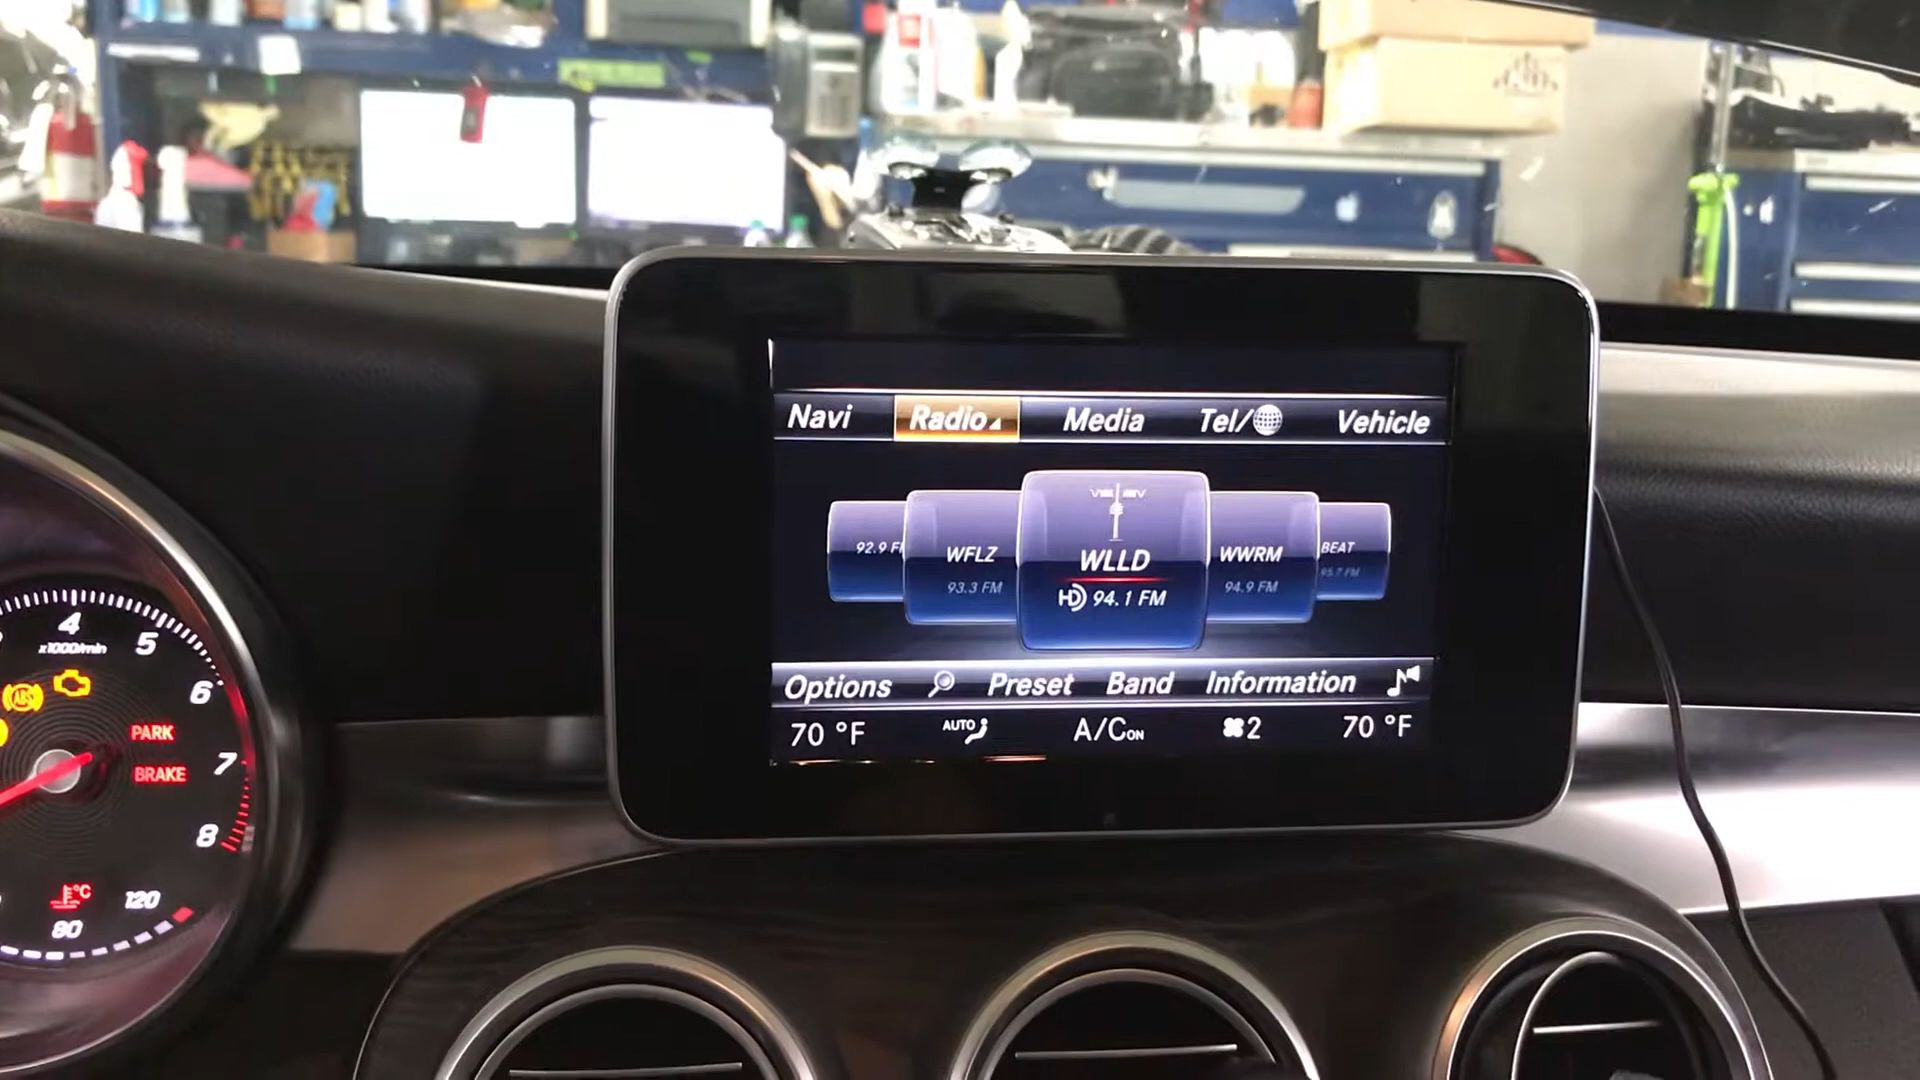 Navi Radio Media Tel/ Vehicle
92.9 F WFLZ 93.3 FM
WLLD
HD 94.1 FM
WWRM
94.9 FM
BEAT
95.7 FM
Options Preset Band Information
70 °F AUTO A/C ON 2 70 °F
4
x1000/min
5
6
ABS
PARK
7
BRAKE
8
°C
120
80